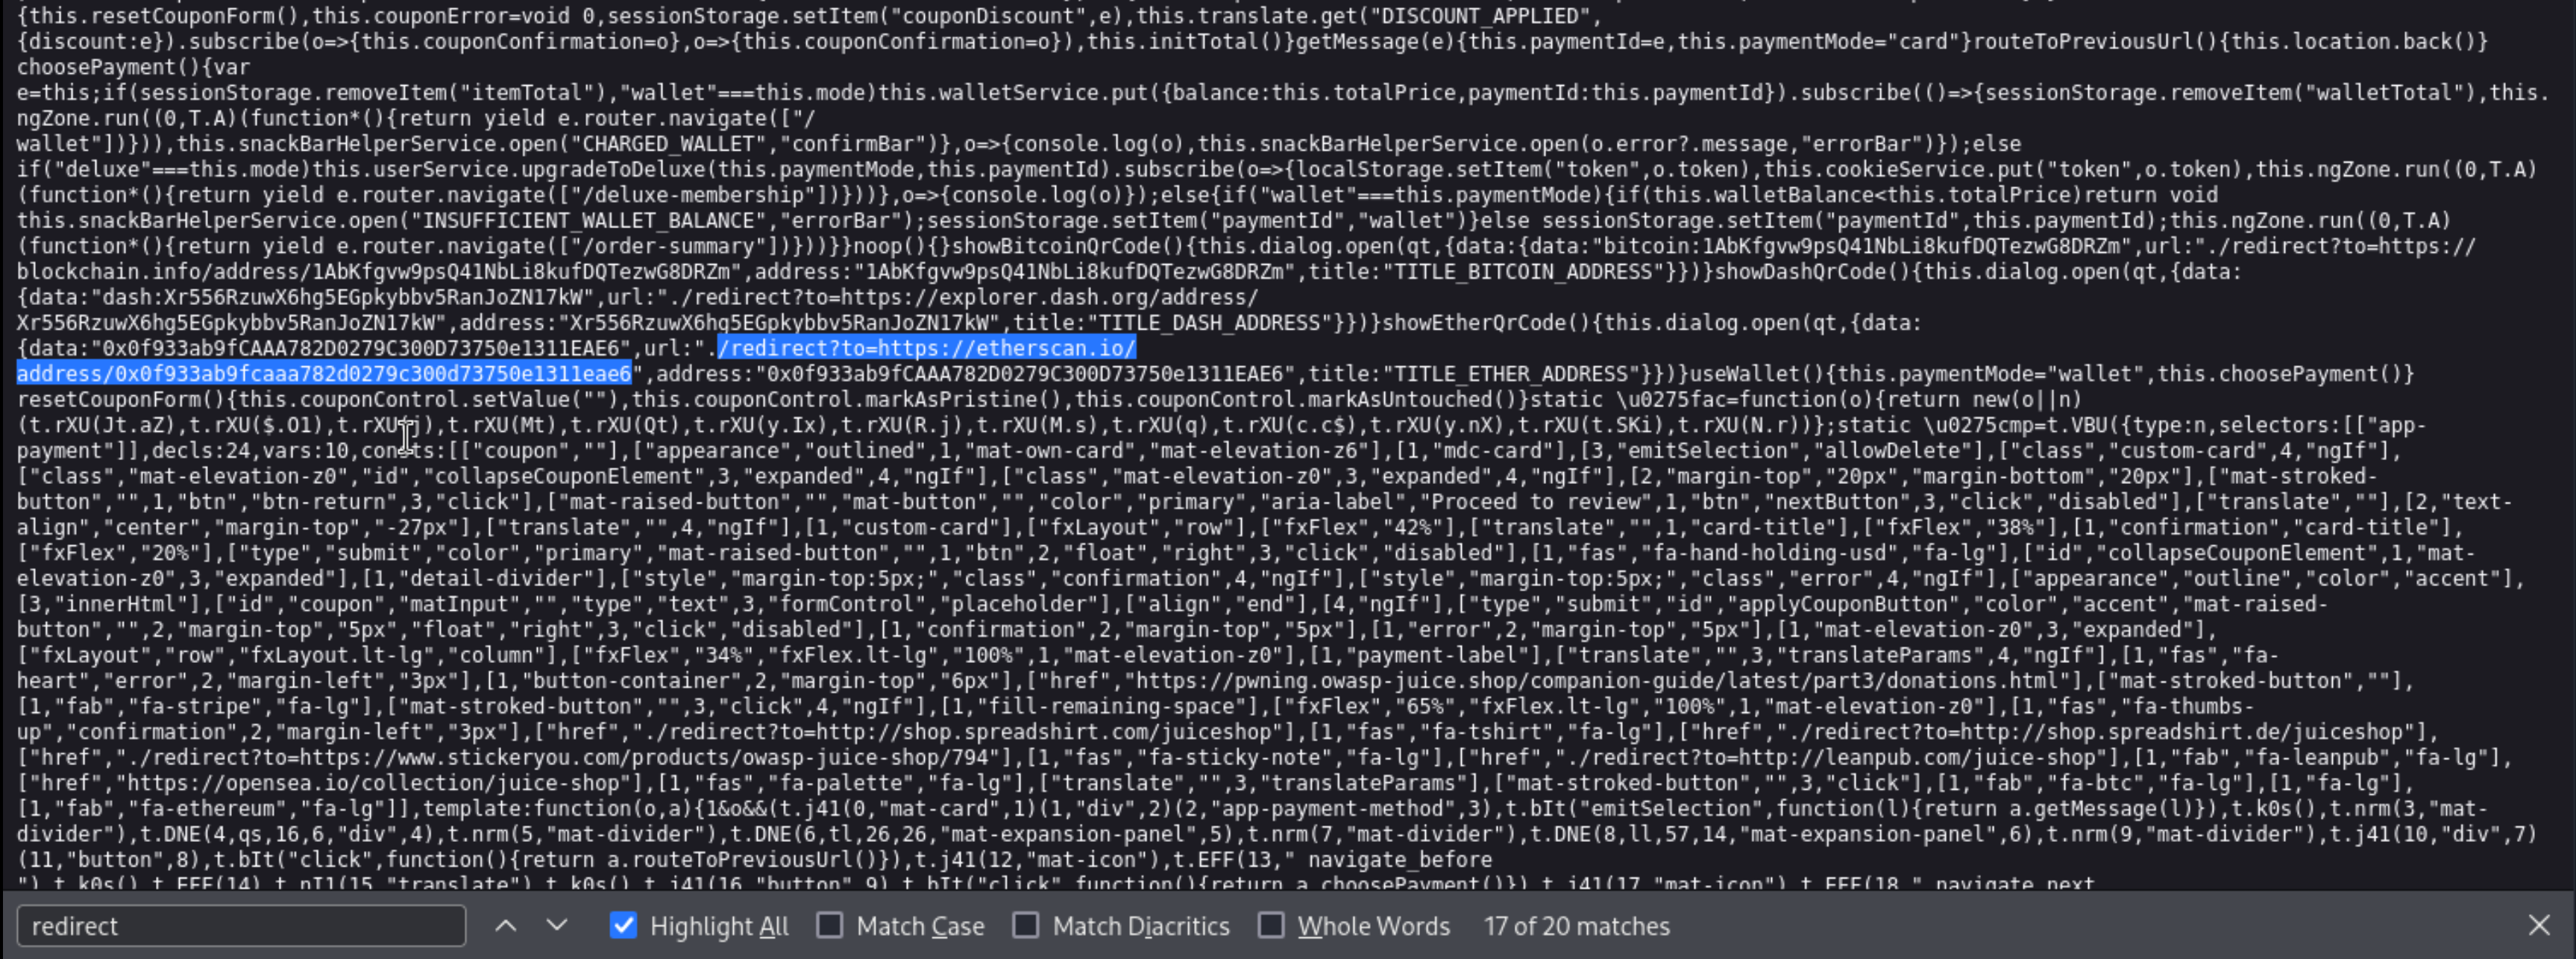 {this.resetCouponForm(),this.couponError=void 0,sessionStorage.setItem("couponDiscount",e),this.translate.get("DISCOUNT_APPLIED",
{discount:e}).subscribe(o=>{this.couponConfirmation=o},o=>{this.couponConfirmation=o}),this.initTotal()}getMessage(e){this.paymentId=e,this.paymentMode="card"}routeToPreviousUrl(){this.location.back()}
choosePayment(){var
e=this;if(sessionStorage.removeItem("itemTotal"),"wallet"===this.mode)this.walletService.put({balance:this.totalPrice,paymentId:this.paymentId}).subscribe(()=>{sessionStorage.removeItem("walletTotal"),this.
ngZone.run((0,T.A)(function*(){return yield e.router.navigate(["/
wallet"])})),this.snackBarHelperService.open("CHARGED_WALLET","confirmBar")},o=>{console.log(o),this.snackBarHelperService.open(o.error?.message,"errorBar")});else
if("deluxe"===this.mode)this.userService.upgradeToDeluxe(this.paymentMode,this.paymentId).subscribe(o=>{localStorage.setItem("token",o.token),this.cookieService.put("token",o.token),this.ngZone.run((0,T.A)
(function*(){return yield e.router.navigate(["/deluxe-membership"])}))},o=>{console.log(o)});else{if("wallet"===this.paymentMode){if(this.walletBalance<this.totalPrice)return void
this.snackBarHelperService.open("INSUFFICIENT_WALLET_BALANCE","errorBar");sessionStorage.setItem("paymentId","wallet")}else sessionStorage.setItem("paymentId",this.paymentId);this.ngZone.run((0,T.A)
(function*(){return yield e.router.navigate(["/order-summary"])}))}}noop(){}showBitcoinQrCode(){this.dialog.open(qt,{data:{data:"bitcoin:1AbKfgvw9psQ41NbLi8kufDQTezwG8DRZm",url:"./redirect?to=https://
blockchain.info/address/1AbKfgvw9psQ41NbLi8kufDQTezwG8DRZm",address:"1AbKfgvw9psQ41NbLi8kufDQTezwG8DRZm",title:"TITLE_BITCOIN_ADDRESS"}})}showDashQrCode(){this.dialog.open(qt,{data:
{data:"dash:Xr556RzuwX6hg5EGpkybbv5RanJoZN17kW",url:"./redirect?to=https://explorer.dash.org/address/
Xr556RzuwX6hg5EGpkybbv5RanJoZN17kW",address:"Xr556RzuwX6hg5EGpkybbv5RanJoZN17kW",title:"TITLE_DASH_ADDRESS"}})}showEtherQrCode(){this.dialog.open(qt,{data:
{data:"0x0f933ab9fCAAA782D0279C300D73750e1311EAE6",url:"./redirect?to=https://etherscan.io/
address/0x0f933ab9fcaaa782d0279c300d73750e1311eae6",address:"0x0f933ab9fCAAA782D0279C300D73750e1311EAE6",title:"TITLE_ETHER_ADDRESS"}})}useWallet(){this.paymentMode="wallet",this.choosePayment()}
resetCouponForm(){this.couponControl.setValue(""),this.couponControl.markAsPristine(),this.couponControl.markAsUntouched()}static \u0275fac=function(o){return new(o||n)
(t.rXU(Jt.aZ),t.rXU($.O1),t.rXU( j),t.rXU(Mt),t.rXU(Qt),t.rXU(y.Ix),t.rXU(R.j),t.rXU(M.s),t.rXU(q),t.rXU(c.c$),t.rXU(y.nX),t.rXU(t.SKi),t.rXU(N.r))};static \u0275cmp=t.VBU({type:n,selectors:[["app-
payment"]],decls:24,vars:10,consts:[["coupon",""],["appearance","outlined",1,"mat-own-card","mat-elevation-z6"],[1,"mdc-card"],[3,"emitSelection","allowDelete"],["class","custom-card",4,"ngIf"],
["class","mat-elevation-z0","id","collapseCouponElement",3,"expanded",4,"ngIf"],["class","mat-elevation-z0",3,"expanded",4,"ngIf"],[2,"margin-top","20px","margin-bottom","20px"],["mat-stroked-
button","",1,"btn","btn-return",3,"click"],["mat-raised-button","","mat-button","","color","primary","aria-label","Proceed to review",1,"btn","nextButton",3,"click","disabled"],["translate",""],[2,"text-
align","center","margin-top","-27px"],["translate","",4,"ngIf"],[1,"custom-card"],["fxLayout","row"],["fxFlex","42%"],["translate","",1,"card-title"],["fxFlex","38%"],[1,"confirmation","card-title"],
["fxFlex","20%"],["type","submit","color","primary","mat-raised-button","",1,"btn",2,"float","right",3,"click","disabled"],[1,"fas","fa-hand-holding-usd","fa-lg"],["id","collapseCouponElement",1,"mat-
elevation-z0",3,"expanded"],[1,"detail-divider"],["style","margin-top:5px;","class","confirmation",4,"ngIf"],["style","margin-top:5px;","class","error",4,"ngIf"],["appearance","outline","color","accent"],
[3,"innerHtml"],["id","coupon","matInput","","type","text",3,"formControl","placeholder"],["align","end"],[4,"ngIf"],["type","submit","id","applyCouponButton","color","accent","mat-raised-
button","",2,"margin-top","5px","float","right",3,"click","disabled"],[1,"confirmation",2,"margin-top","5px"],[1,"error",2,"margin-top","5px"],[1,"mat-elevation-z0",3,"expanded"],
["fxLayout","row","fxLayout.lt-lg","column"],["fxFlex","34%","fxFlex.lt-lg","100%",1,"mat-elevation-z0"],[1,"payment-label"],["translate","",3,"translateParams",4,"ngIf"],[1,"fas","fa-
heart","error",2,"margin-left","3px"],[1,"button-container",2,"margin-top","6px"],["href","https://pwning.owasp-juice.shop/companion-guide/latest/part3/donations.html"],["mat-stroked-button",""],
[1,"fab","fa-stripe","fa-lg"],["mat-stroked-button","",3,"click",4,"ngIf"],[1,"fill-remaining-space"],["fxFlex","65%","fxFlex.lt-lg","100%",1,"mat-elevation-z0"],[1,"fas","fa-thumbs-
up","confirmation",2,"margin-left","3px"],["href","./redirect?to=http://shop.spreadshirt.com/juiceshop"],[1,"fas","fa-tshirt","fa-lg"],["href","./redirect?to=http://shop.spreadshirt.de/juiceshop"],
["href","./redirect?to=https://www.stickeryou.com/products/owasp-juice-shop/794"],[1,"fas","fa-sticky-note","fa-lg"],["href","./redirect?to=http://leanpub.com/juice-shop"],[1,"fab","fa-leanpub","fa-lg"],
["href","https://opensea.io/collection/juice-shop"],[1,"fas","fa-palette","fa-lg"],["translate","",3,"translateParams"],["mat-stroked-button","",3,"click"],[1,"fab","fa-btc","fa-lg"],[1,"fa-lg"],
[1,"fab","fa-ethereum","fa-lg"]],template:function(o,a){1&o&&(t.j41(0,"mat-card",1)(1,"div",2)(2,"app-payment-method",3),t.bIt("emitSelection",function(l){return a.getMessage(l)}),t.k0s(),t.nrm(3,"mat-
divider"),t.DNE(4,qs,16,6,"div",4),t.nrm(5,"mat-divider"),t.DNE(6,tl,26,26,"mat-expansion-panel",5),t.nrm(7,"mat-divider"),t.DNE(8,ll,57,14,"mat-expansion-panel",6),t.nrm(9,"mat-divider"),t.j41(10,"div",7)
(11,"button",8),t.bIt("click",function(){return a.routeToPreviousUrl()}),t.j41(12,"mat-icon"),t.EFF(13," navigate_before
"),t.k0s(),t.EFF(14),t.nI1(15,"translate"),t.k0s(),t.j41(16,"button",9),t.bIt("click",function(){return a.choosePayment()}),t.j41(17,"mat-icon"),t.EFF(18," navigate_next
redirect Highlight All Match Case Match Diacritics Whole Words 17 of 20 matches